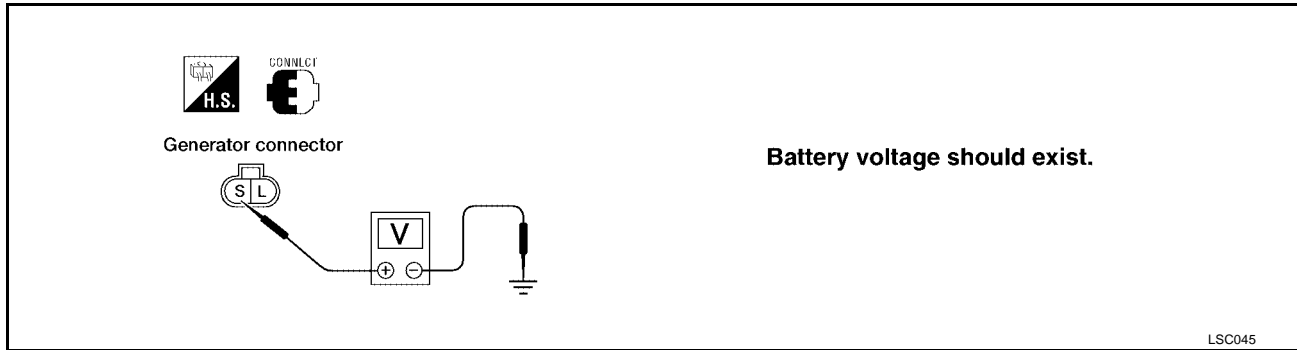 CONNECT
H.S.
Generator connector
S L
Battery voltage should exist.
V
+ −
LSC045